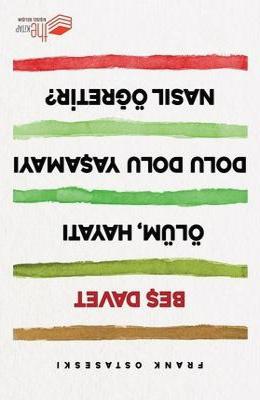 FRANK OSTASESKI
BEŞ DAVET
ÖLÜM, HAYATI
DOLU DOLU YAŞAMAYI
NASIL ÖĞRETİR?
the
KİTAP